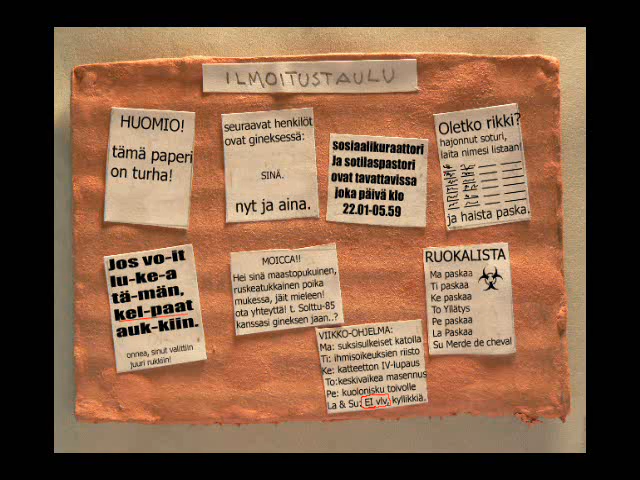 ILMOITUSTAULU
HUOMIO!
tämä paperi
on turha!
seuraavat henkilöt
ovat gineksessä:
SINÄ.
nyt ja aina.
sosiaalikuraattori
ja sotilaspastori
ovat tavattavissa
joka päivä klo
22.01-05.59
Oletko rikki?
hajonnut soturi,
laita nimesi listaan!
ja haista paska.
Jos vo-it
lu-ke-a
tä-män,
kel-paat
auk-kiin.
onnea, sinut valittiin
juuri rukkiin!
MOICCA!!
Hei sinä maastopukuinen,
ruskeatukkainen poika
mukessa, jäit mieleen!
ota yhteyttä! t. Solttu-85
kanssasi gineksen jaan..?
VIIKKO-OHJELMA:
Ma: suksisulkeiset katolla
Ti: ihmisoikeuksien riisto
Ke: katteetton IV-lupaus
To: keskivaikea masennus
Pe: kuolonisku toivolle
La & Su: EI vlv, kyllikkiä.
RUOKALISTA
Ma paskaa
Ti paskaa
Ke paskaa
To Yllätys
Pe paskaa
La Paskaa
Su Merde de cheval